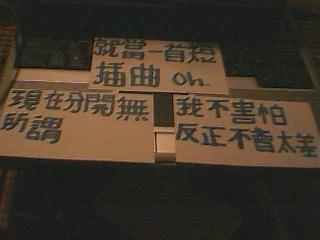 就當一首短
插曲 Oh.
現在分開無
所謂
我不害怕
反正不會太差